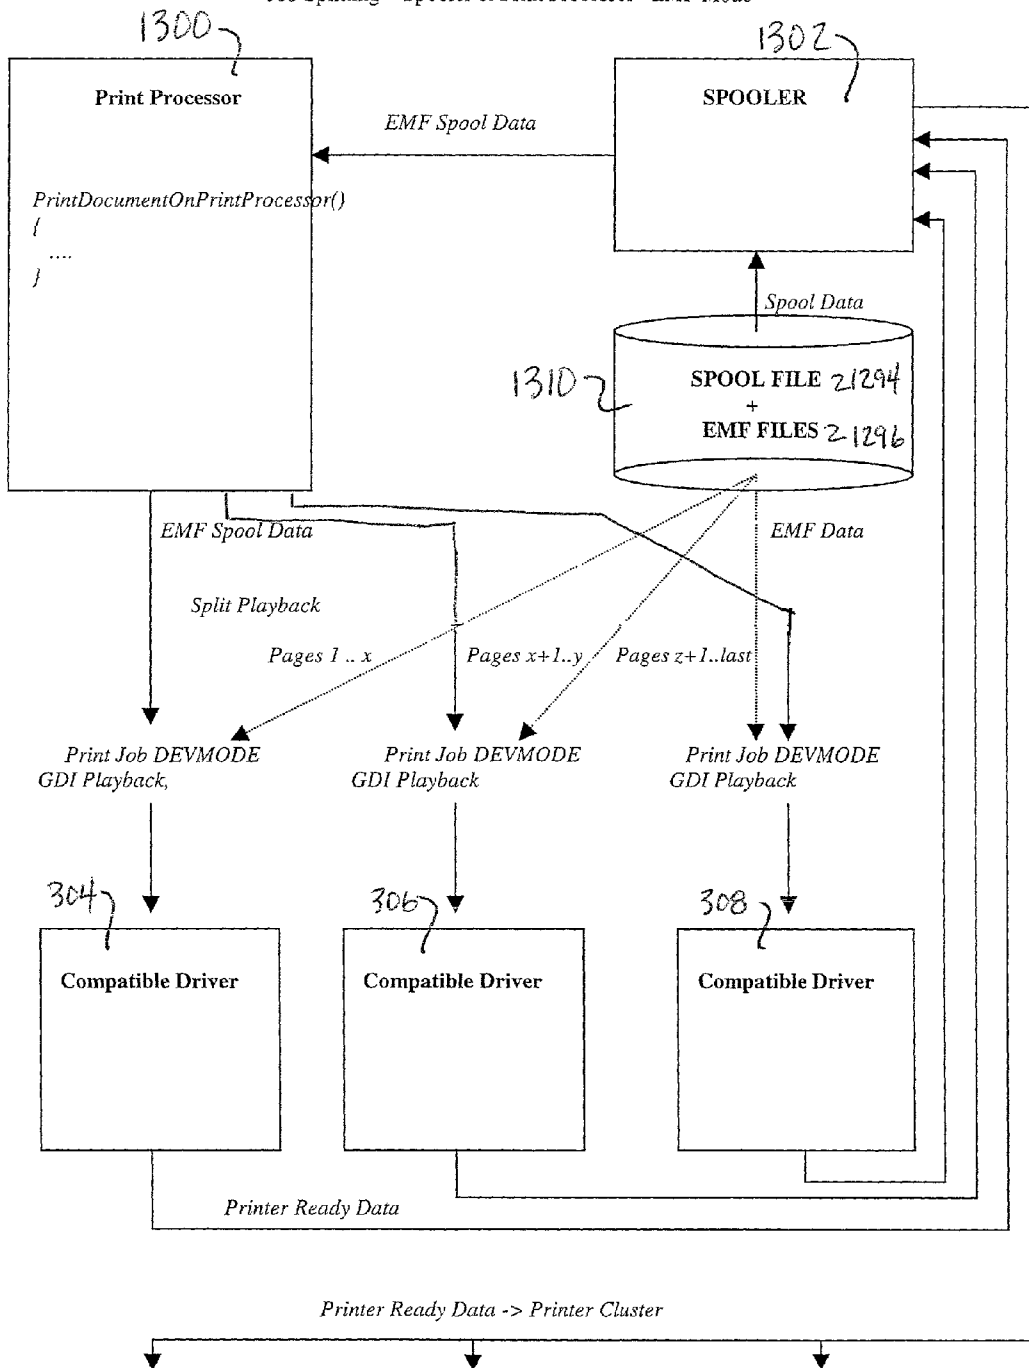 1300
1302
Print Processor
SPOOLER
EMF Spool Data
PrintDocumentOnPrintProcessor()
{
....
}
Spool Data
1310
SPOOL FILE 1294
+
EMF FILES 1296
EMF Spool Data
EMF Data
Split Playback
Pages 1 .. x
Pages x+1..y
Pages z+1..last
Print Job DEVMODE
GDI Playback,
Print Job DEVMODE
GDI Playback
Print Job DEVMODE
GDI Playback
304
306
308
Compatible Driver
Compatible Driver
Compatible Driver
Printer Ready Data
Printer Ready Data -> Printer Cluster